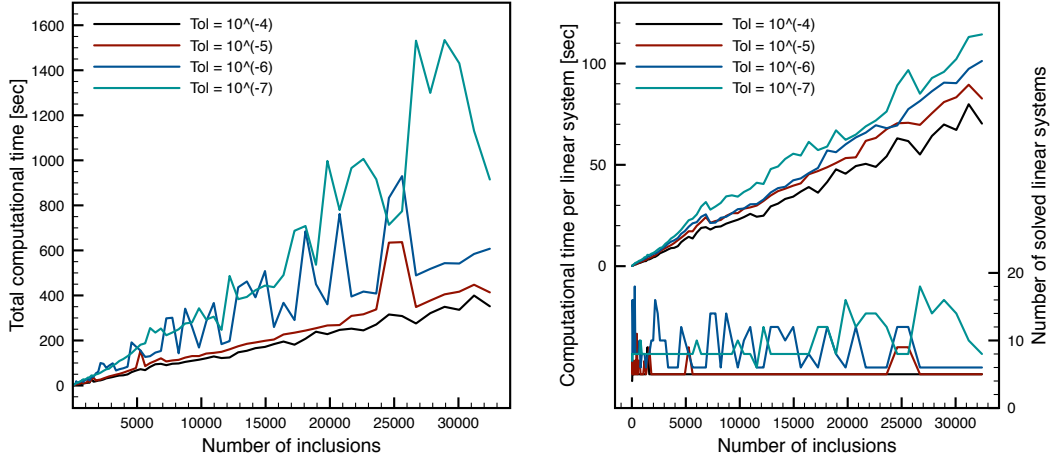 Total computational time [sec]
1600
1400
1200
1000
800
600
400
200
0
Tol = 10^(-4)
Tol = 10^(-5)
Tol = 10^(-6)
Tol = 10^(-7)
5000 10000 15000 20000 25000 30000
Number of inclusions
Computational time per linear system [sec]
100
50
0
Tol = 10^(-4)
Tol = 10^(-5)
Tol = 10^(-6)
Tol = 10^(-7)
0 5000 10000 15000 20000 25000 30000
Number of inclusions
20
10
0
Number of solved linear systems